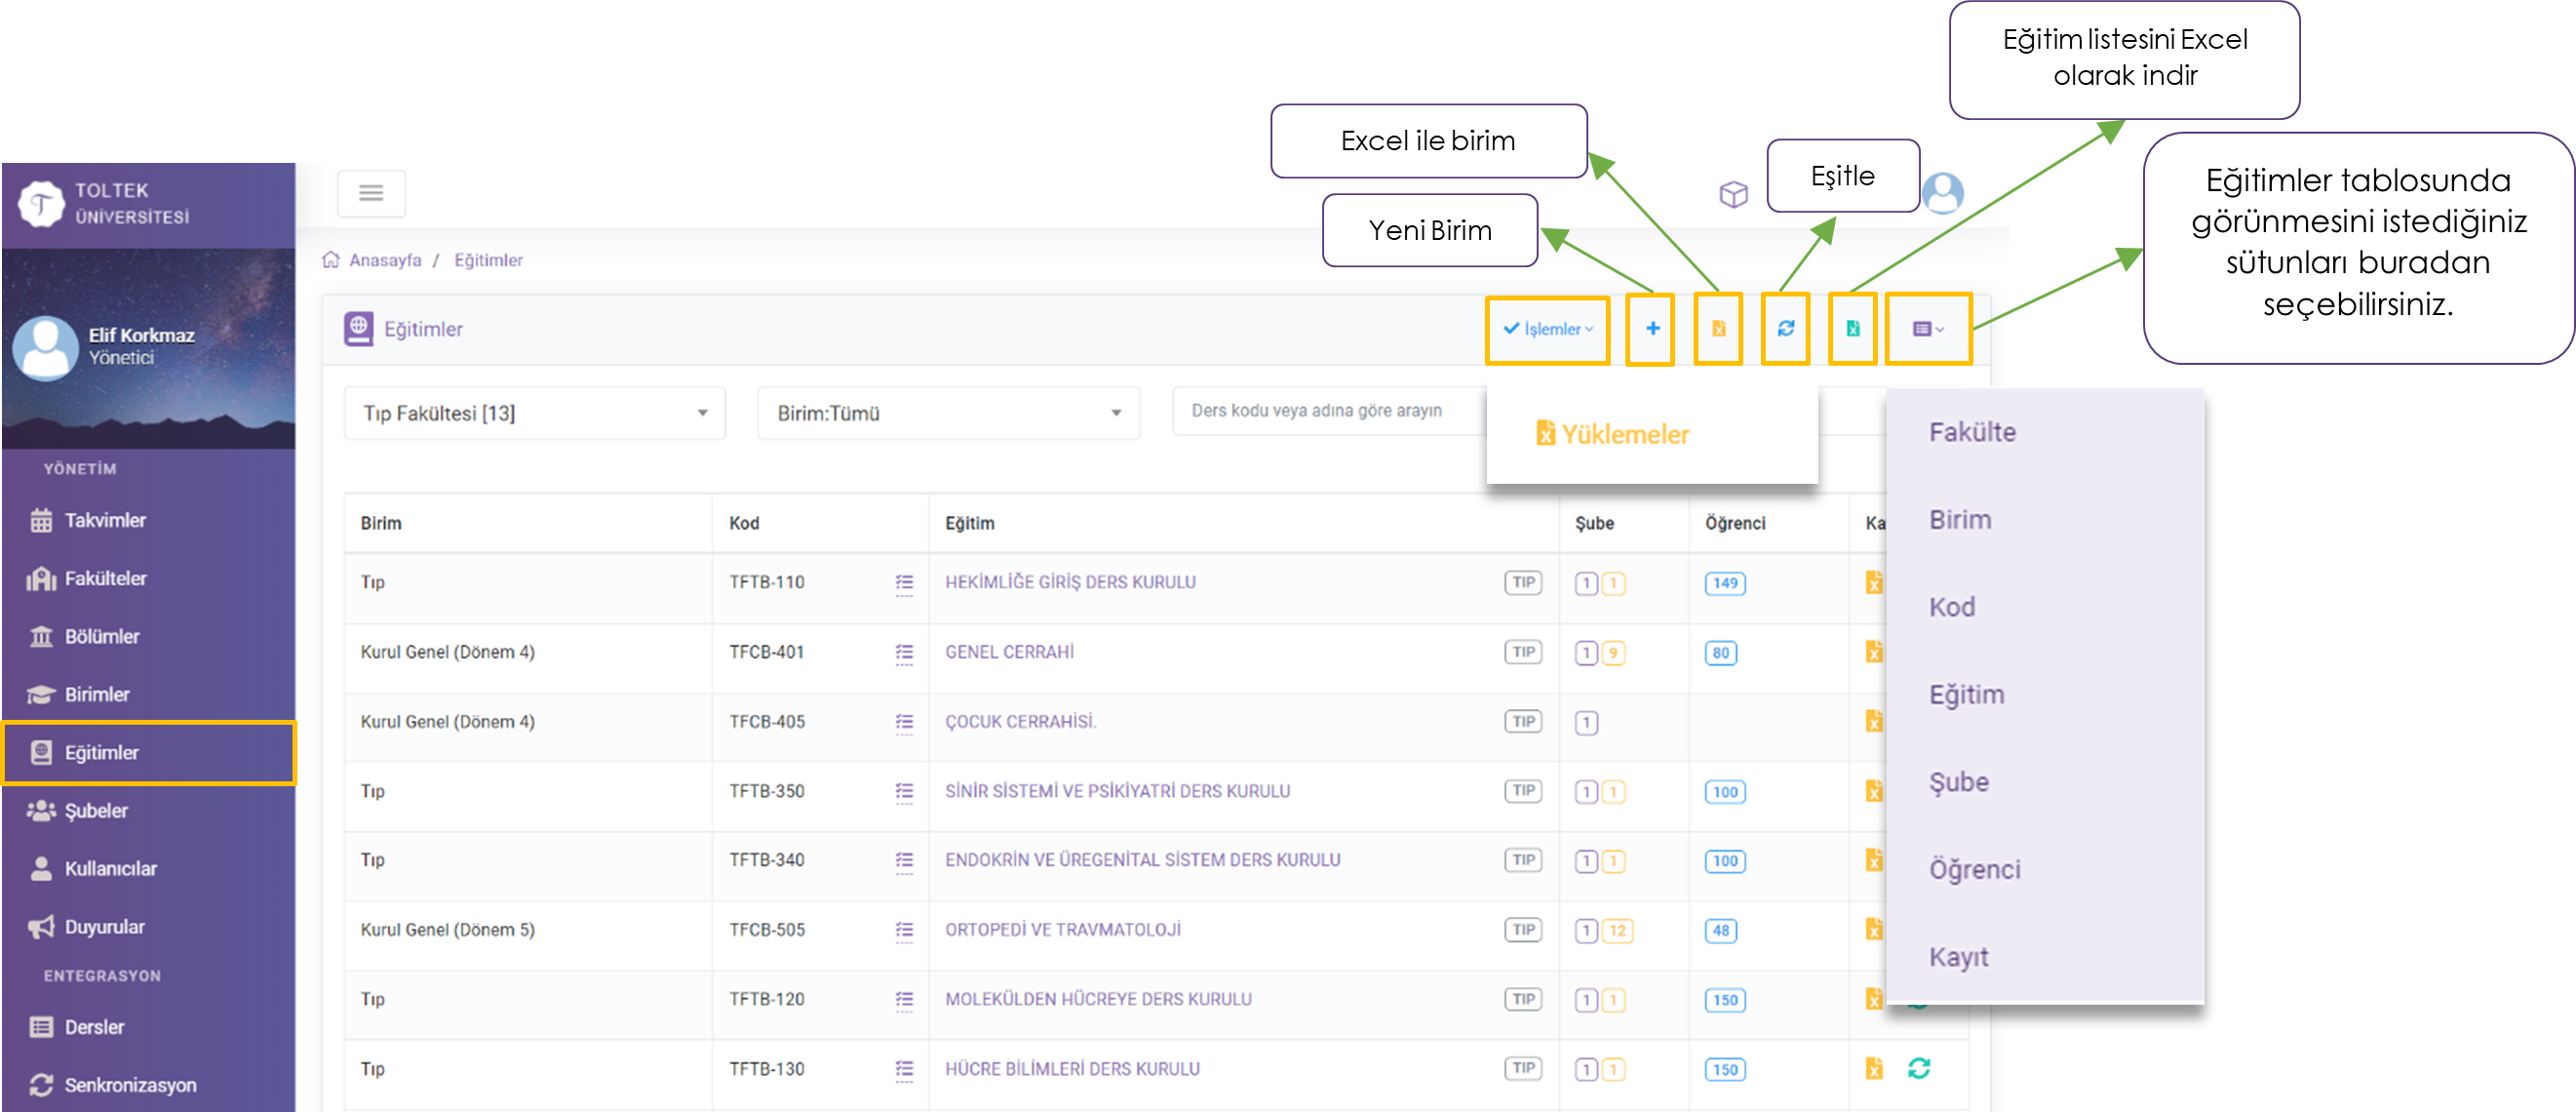 Eğitim listesini Excel
olarak indir
Excel ile birim
Eşitle
Yeni Birim
Eğitimler tablosunda
görünmesini istediğiniz
sütunları buradan
seçebilirsiniz.
TOLTEK
ÜNİVERSİTESİ
Elif Korkmaz
Yönetici
YÖNETİM
Takvimler
Fakülteler
Bölümler
Birimler
Eğitimler
Şubeler
Kullanıcılar
Duyurular
ENTEGRASYON
Dersler
Senkronizasyon
Anasayfa / Eğitimler
Eğitimler
İşlemler
Tıp Fakültesi [13]
Birim:Tümü
Ders kodu veya adına göre arayın
Yüklemeler
Fakülte
Birim
Kod
Eğitim
Şube
Öğrenci
Kayıt
Birim Kod Eğitim Şube Öğrenci Ka
Tıp TFTB-110 HEKİMLİĞE GİRİŞ DERS KURULU TIP 1 1 149
Kurul Genel (Dönem 4) TFCB-401 GENEL CERRAHİ TIP 1 9 80
Kurul Genel (Dönem 4) TFCB-405 ÇOCUK CERRAHİSİ. TIP 1
Tıp TFTB-350 SİNİR SİSTEMİ VE PSİKİYATRİ DERS KURULU TIP 1 1 100
Tıp TFTB-340 ENDOKRİN VE ÜREGENİTAL SİSTEM DERS KURULU TIP 1 1 100
Kurul Genel (Dönem 5) TFCB-505 ORTOPEDİ VE TRAVMATOLOJİ TIP 1 12 48
Tıp TFTB-120 MOLEKÜLDEN HÜCREYE DERS KURULU TIP 1 1 150
Tıp TFTB-130 HÜCRE BİLİMLERİ DERS KURULU TIP 1 1 150